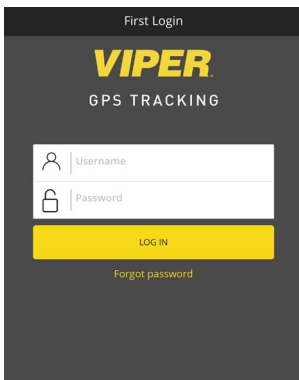 First Login
VIPER
GPS TRACKING
Username
Password
LOG IN
Forgot password